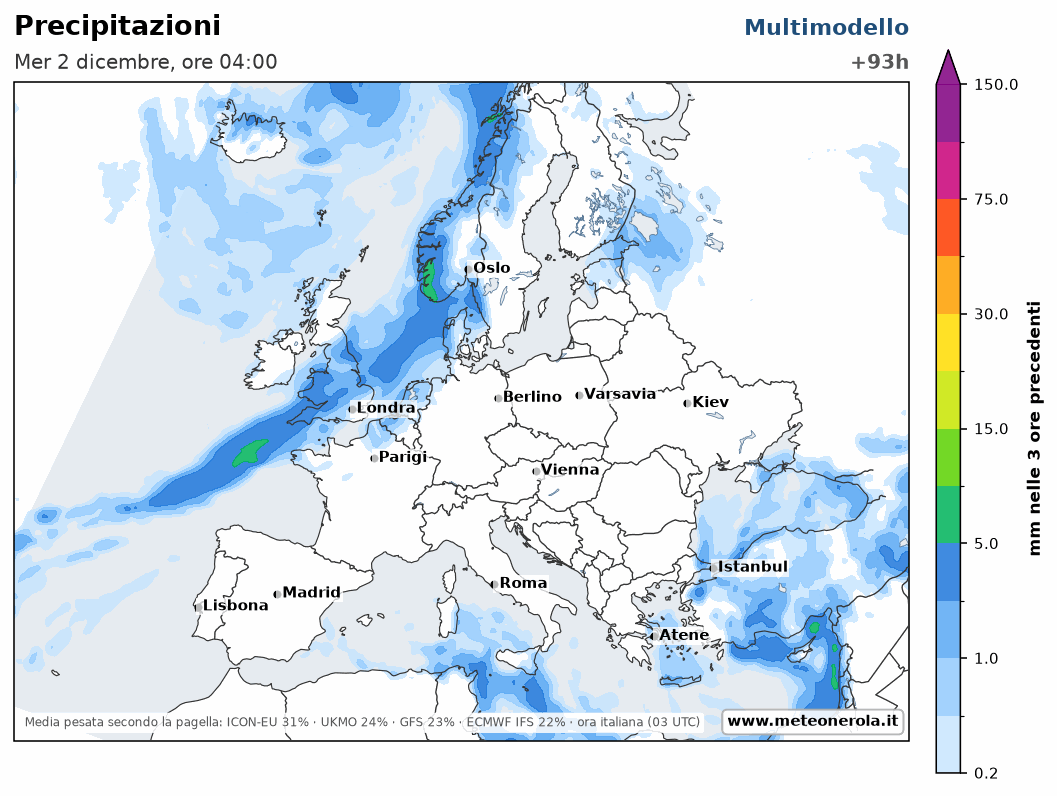 Precipitazioni
Multimodello
Mer 2 dicembre, ore 04:00
+93h
150.0
75.0
30.0
15.0
5.0
1.0
0.2
mm nelle 3 ore precedenti
Oslo
Berlino
Varsavia
Kiev
Londra
Parigi
Vienna
Istanbul
Roma
Madrid
Lisbona
Atene
Media pesata secondo la pagella: ICON-EU 31% · UKMO 24% · GFS 23% · ECMWF IFS 22% · ora italiana (03 UTC)
www.meteonerola.it